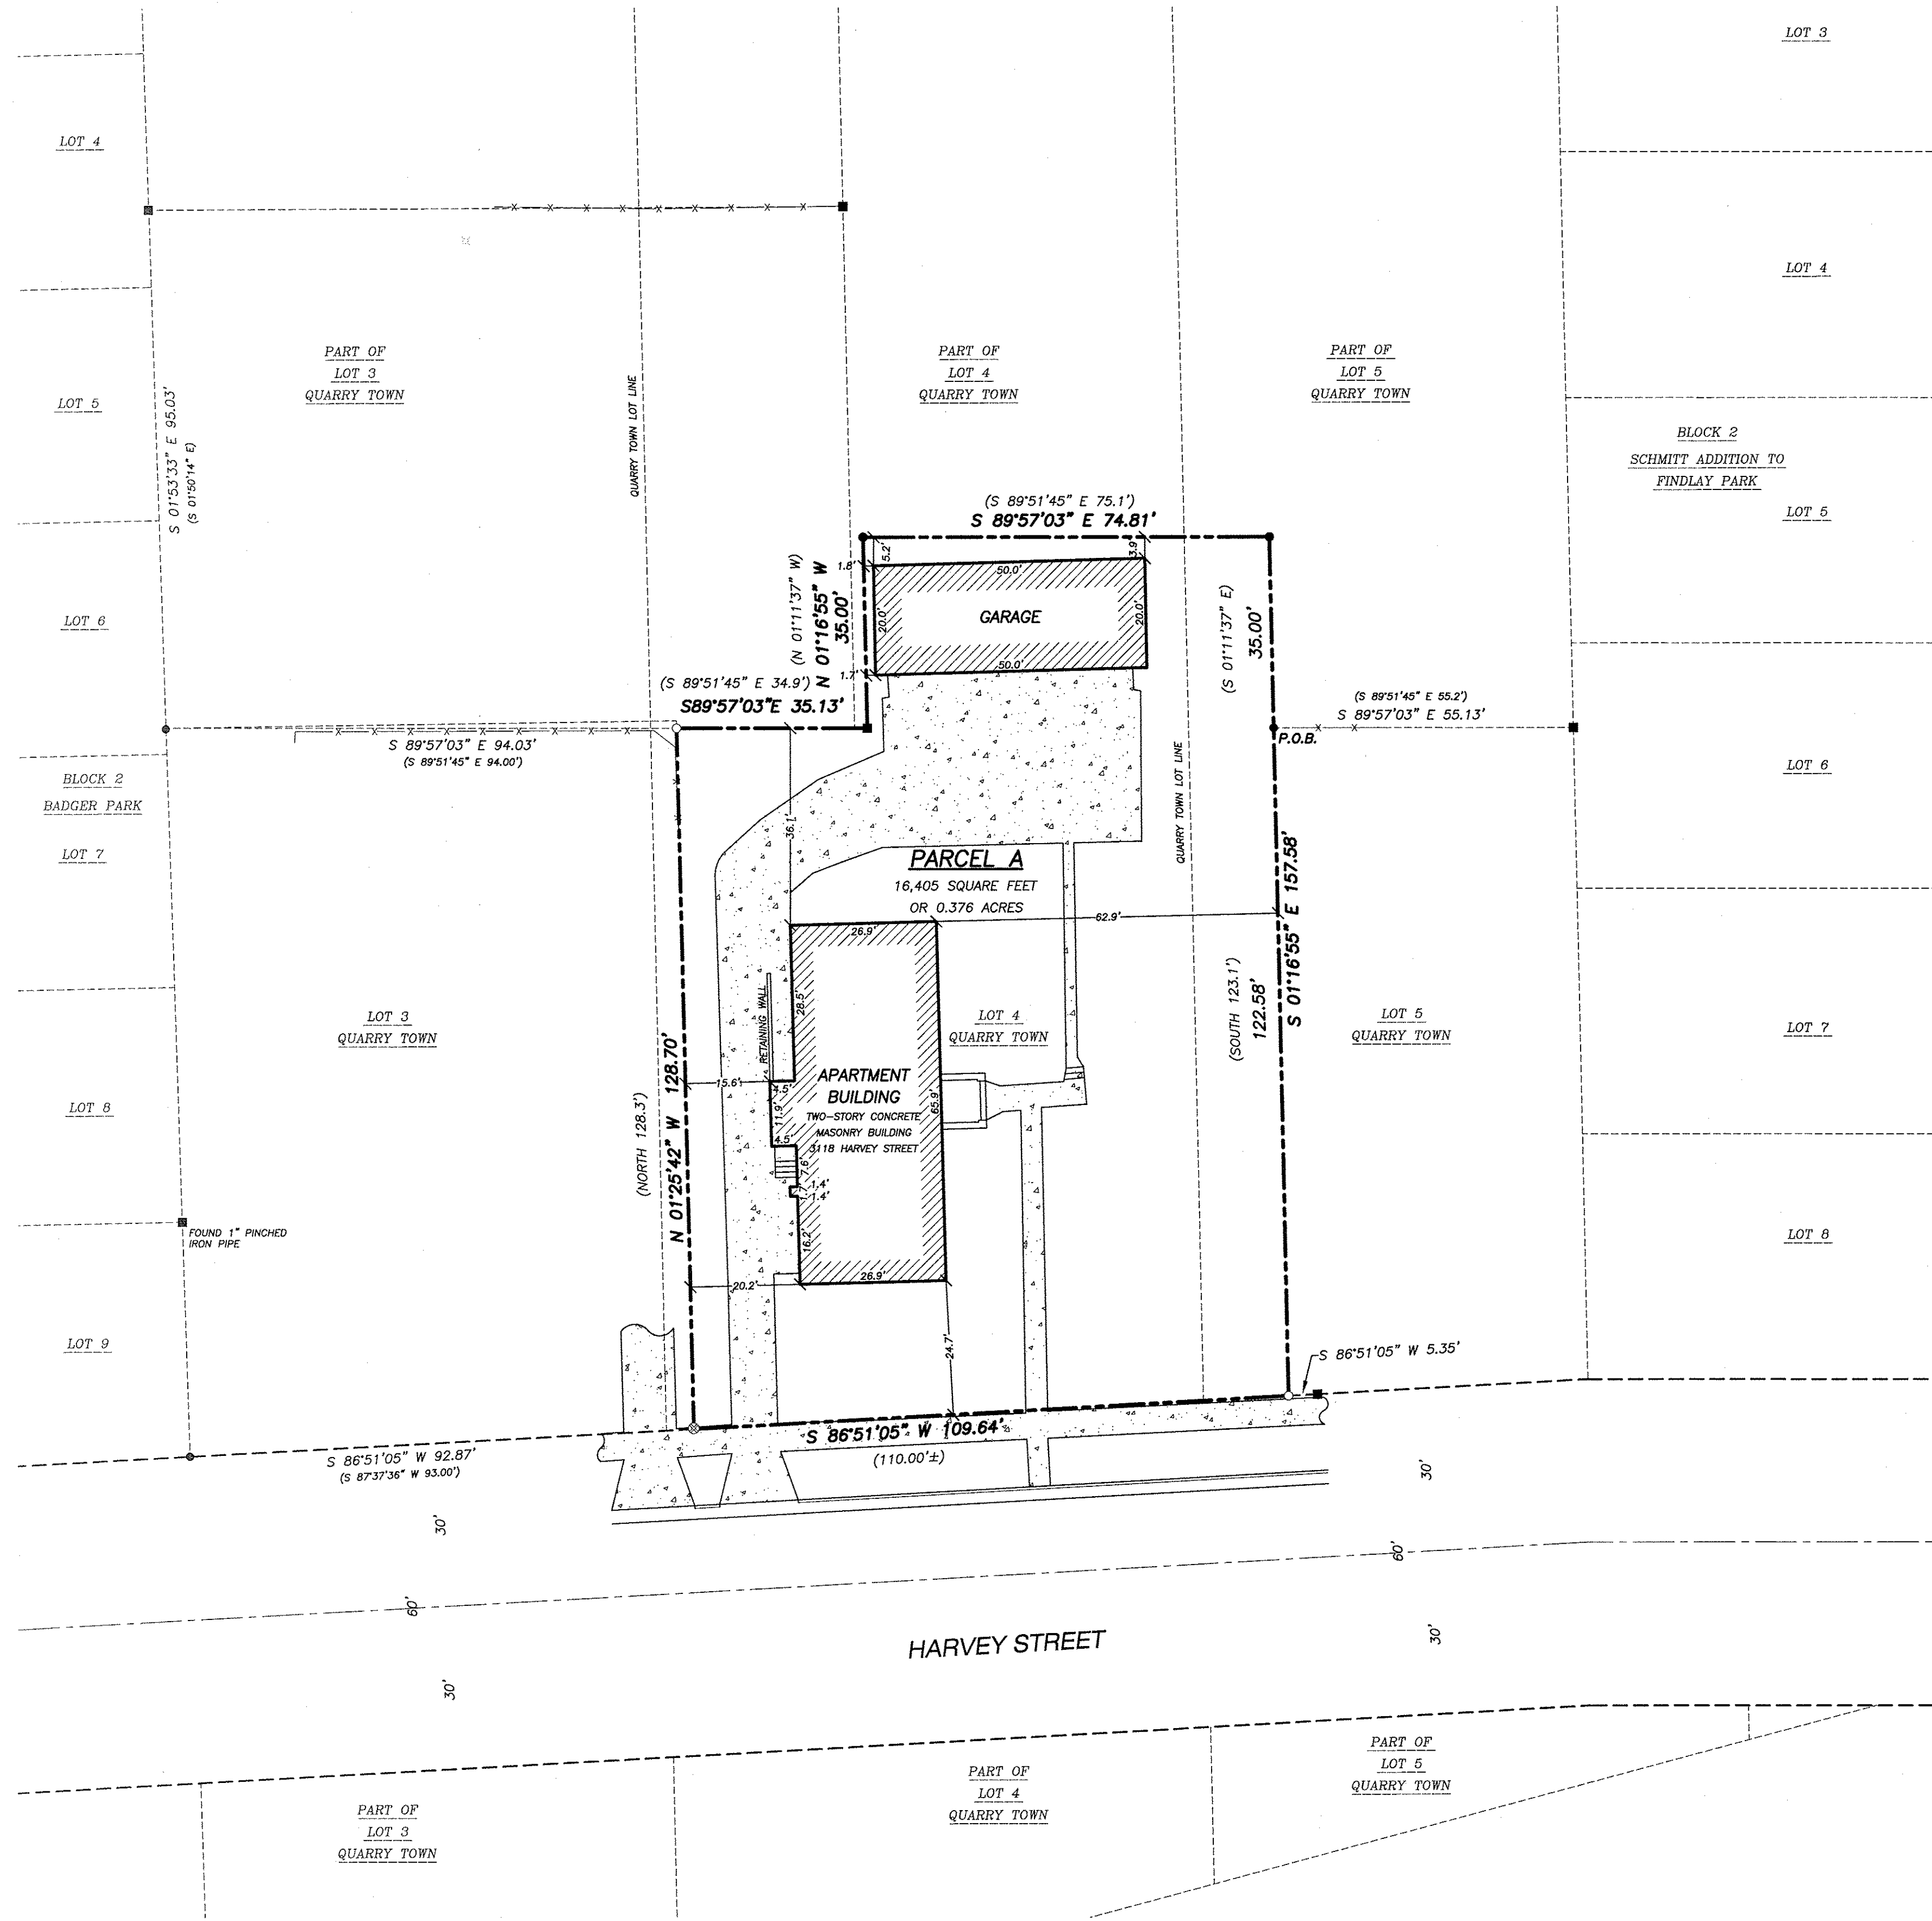 LOT 3
LOT 4
LOT 4
PART OF
LOT 3
QUARRY TOWN
QUARRY TOWN LOT LINE
PART OF
LOT 4
QUARRY TOWN
PART OF
LOT 5
QUARRY TOWN
LOT 5
S 01°53'33" E 95.03'
(S 01°50'14" E)
BLOCK 2
SCHMITT ADDITION TO
FINDLAY PARK
LOT 5
(S 89°51'45" E 75.1')
S 89°57'03" E 74.81'
5.2'
3.9'
1.8'
50.0'
20.0'
GARAGE
20.0'
50.0'
1.7'
(N 01°11'37" W)
N 01°16'55" W
35.00'
(S 01°11'37" E)
35.00'
LOT 6
(S 89°51'45" E 34.9')
S89°57'03"E 35.13'
(S 89°51'45" E 55.2')
S 89°57'03" E 55.13'
P.O.B.
S 89°57'03" E 94.03'
(S 89°51'45" E 94.00')
LOT 6
BLOCK 2
BADGER PARK
LOT 7
36.1'
QUARRY TOWN LOT LINE
PARCEL A
16,405 SQUARE FEET
OR 0.376 ACRES
62.9'
26.9'
S 01°16'55" E 157.58'
(SOUTH 123.1')
122.58'
28.5'
RETAINING WALL
LOT 3
QUARRY TOWN
LOT 4
QUARRY TOWN
LOT 5
QUARRY TOWN
LOT 7
N 01°25'42" W 128.70'
(NORTH 128.3')
15.6'
4.5'
11.9'
4.5'
APARTMENT
BUILDING
TWO-STORY CONCRETE
MASONRY BUILDING
3118 HARVEY STREET
65.9'
LOT 8
7.6'
1.4'
1.7'
1.4'
16.2'
26.9'
20.2'
24.7'
FOUND 1" PINCHED
IRON PIPE
LOT 8
LOT 9
S 86°51'05" W 5.35'
S 86°51'05" W 109.64'
(110.00'±)
S 86°51'05" W 92.87'
(S 87°37'36" W 93.00')
30'
30'
60'
60'
HARVEY STREET
30'
30'
PART OF
LOT 3
QUARRY TOWN
PART OF
LOT 4
QUARRY TOWN
PART OF
LOT 5
QUARRY TOWN